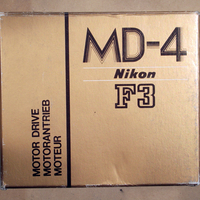 MD-4
Nikon
F3
MOTOR DRIVE
MOTORANTRIEB
MOTEUR